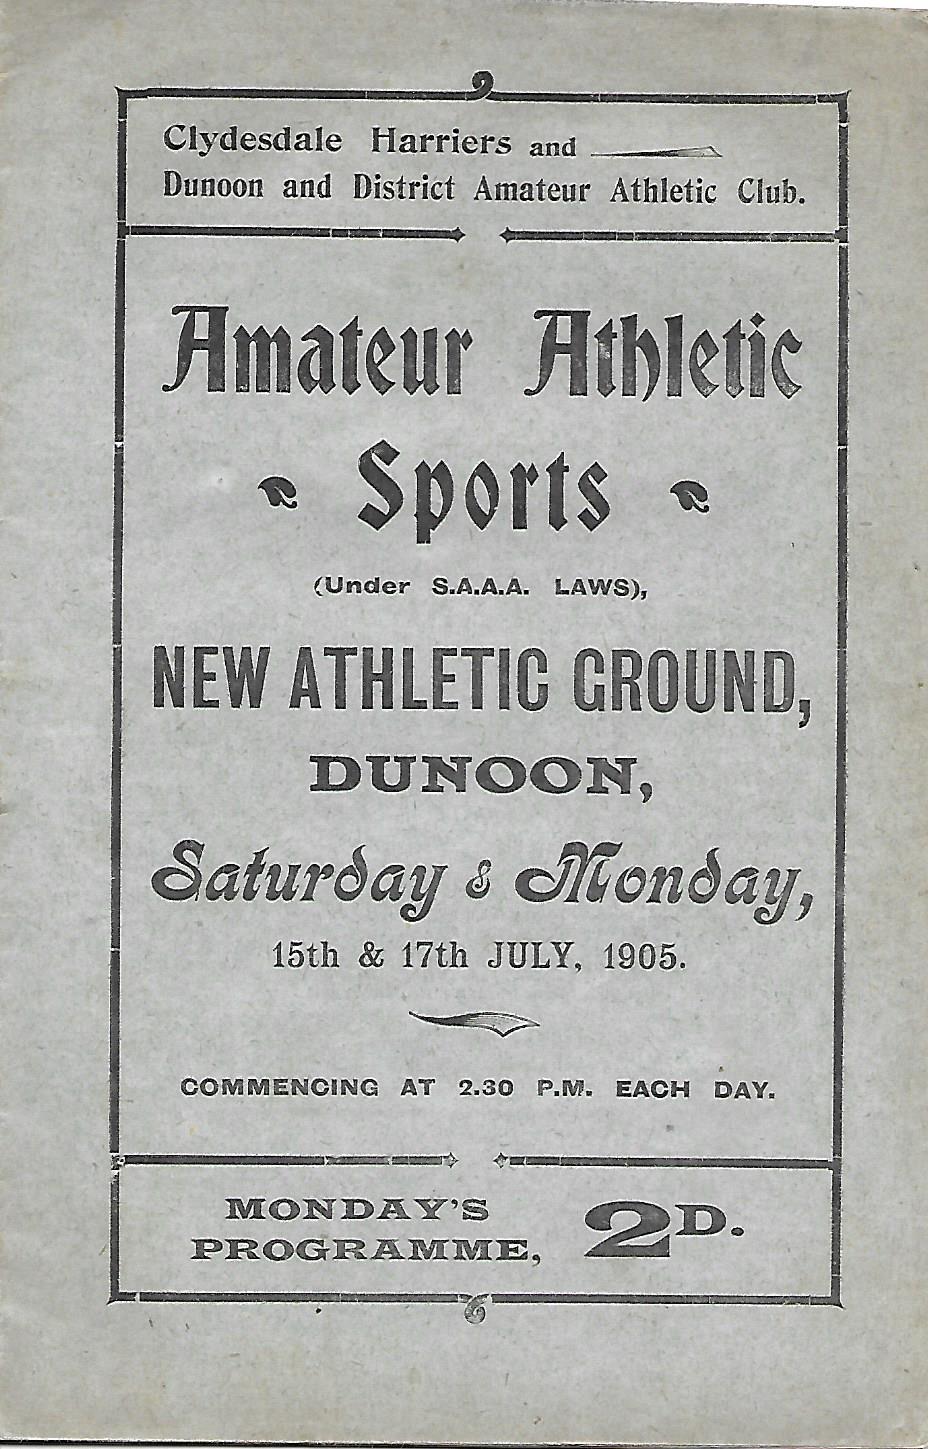 Clydesdale Harriers and
Dunoon and District Amateur Athletic Club.
Amateur Athletic
Sports
(Under S.A.A.A. LAWS),
NEW ATHLETIC GROUND,
DUNOON,
Saturday & Monday,
15th & 17th JULY, 1905.
COMMENCING AT 2.30 P.M. EACH DAY.
MONDAY'S
PROGRAMME, 2D.